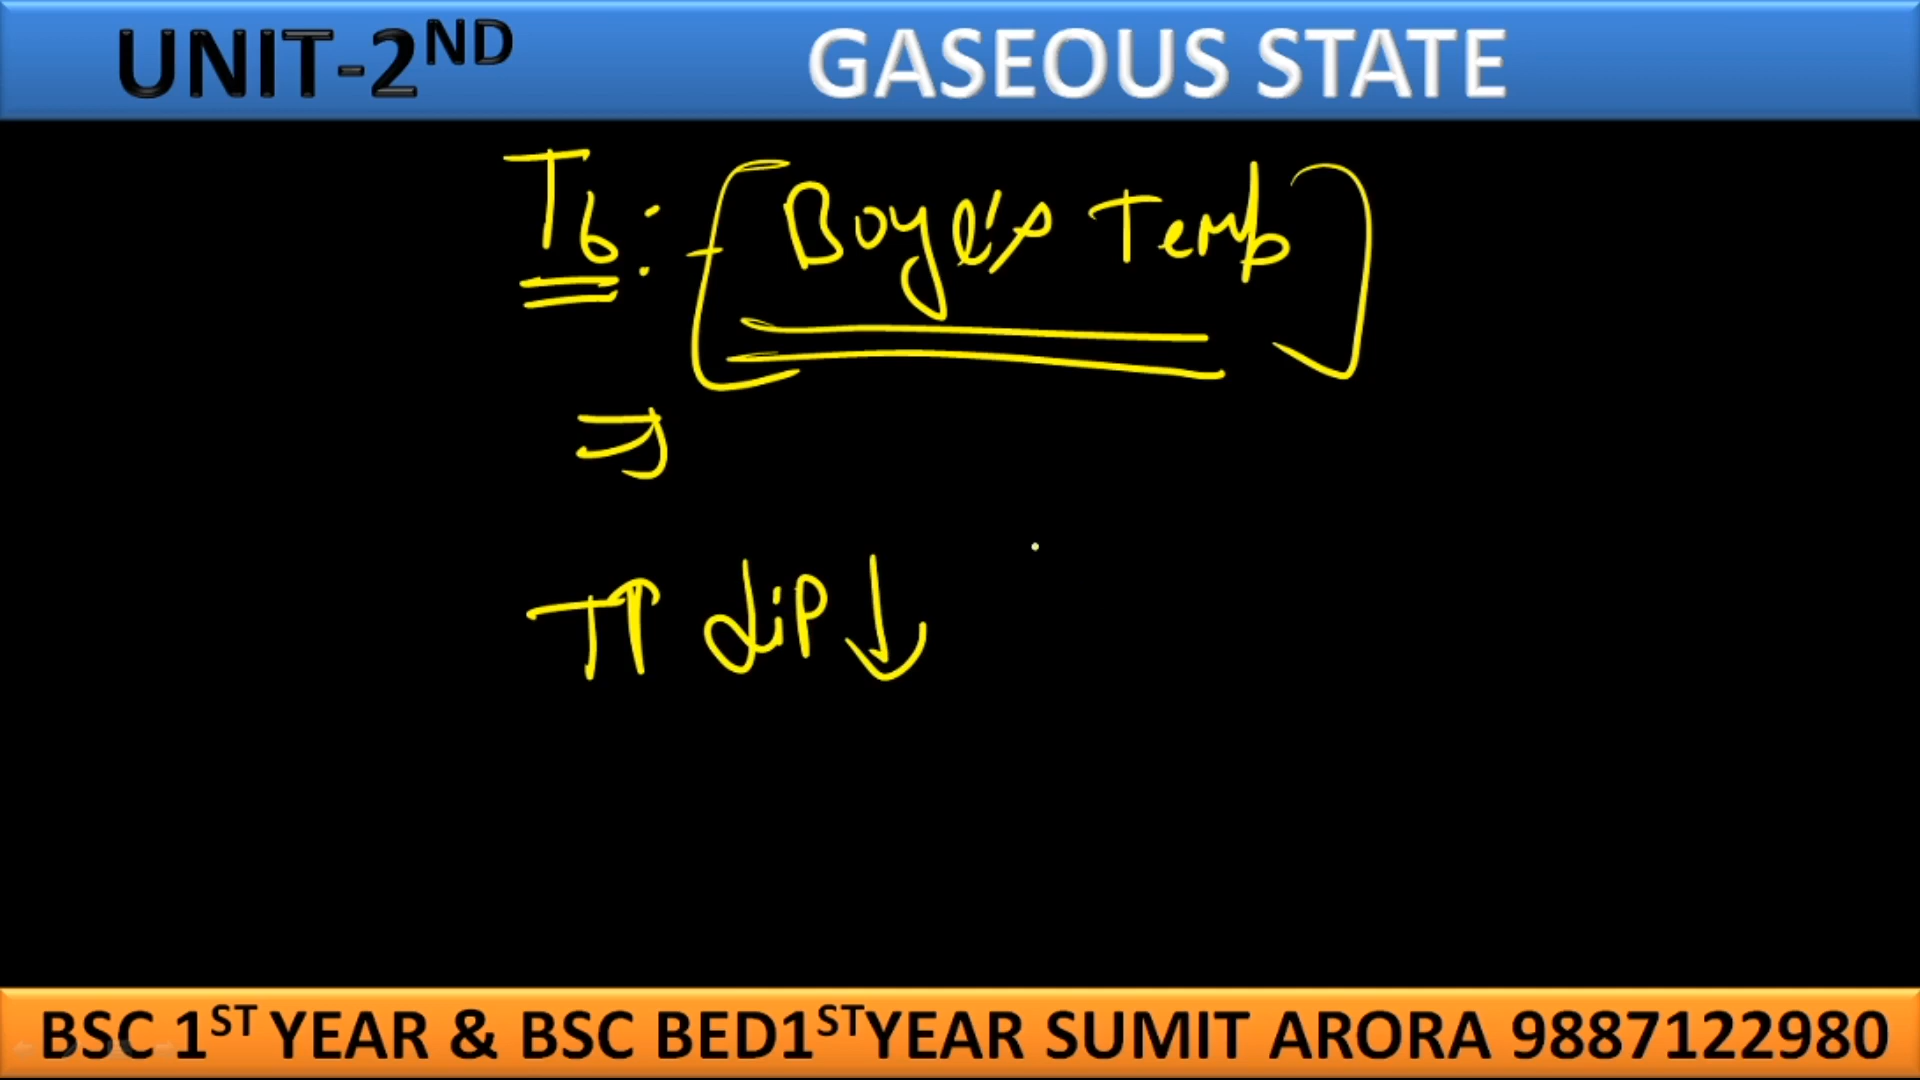 UNIT-2ND GASEOUS STATE
Tb :- [Boyle's Temp]
⇒
T↑ dip↓
BSC 1ST YEAR & BSC BED1STYEAR SUMIT ARORA 9887122980